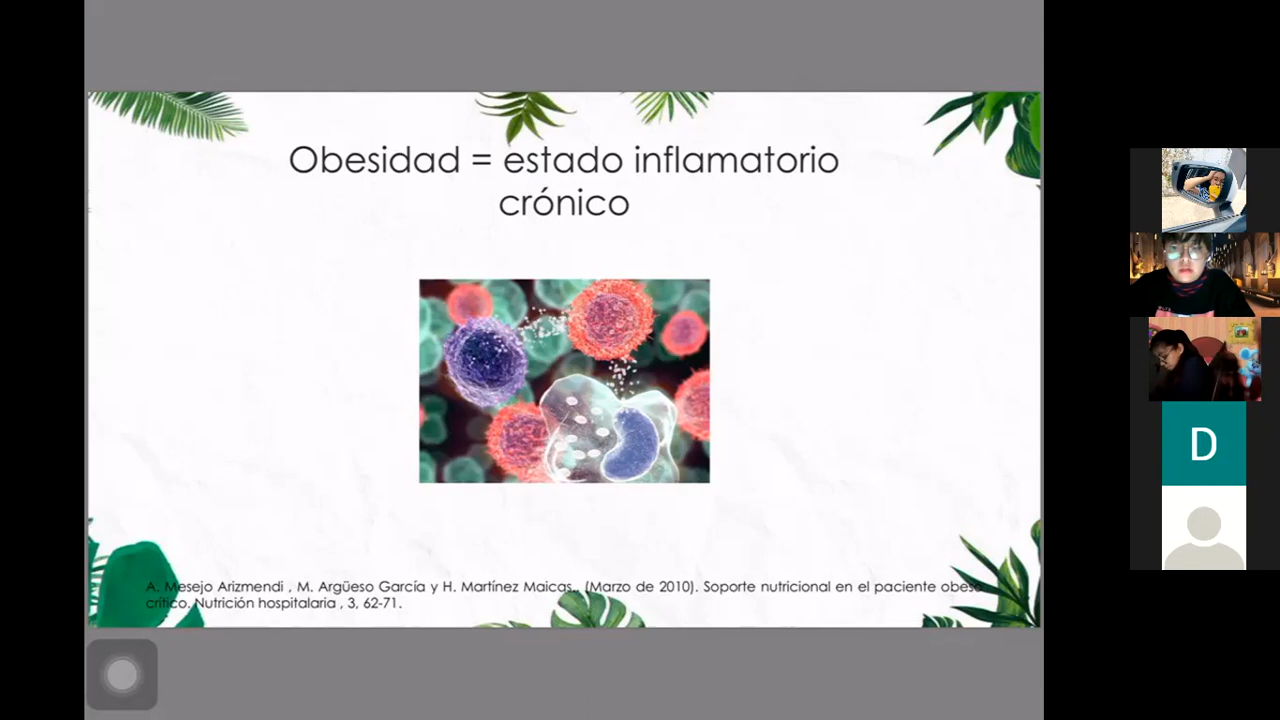 Obesidad = estado inflamatorio
crónico
A. Mesejo Arizmendi , M. Argüeso García y H. Martínez Maicas,. (Marzo de 2010). Soporte nutricional en el paciente obeso
crítico. Nutrición hospitalaria , 3, 62-71.
D